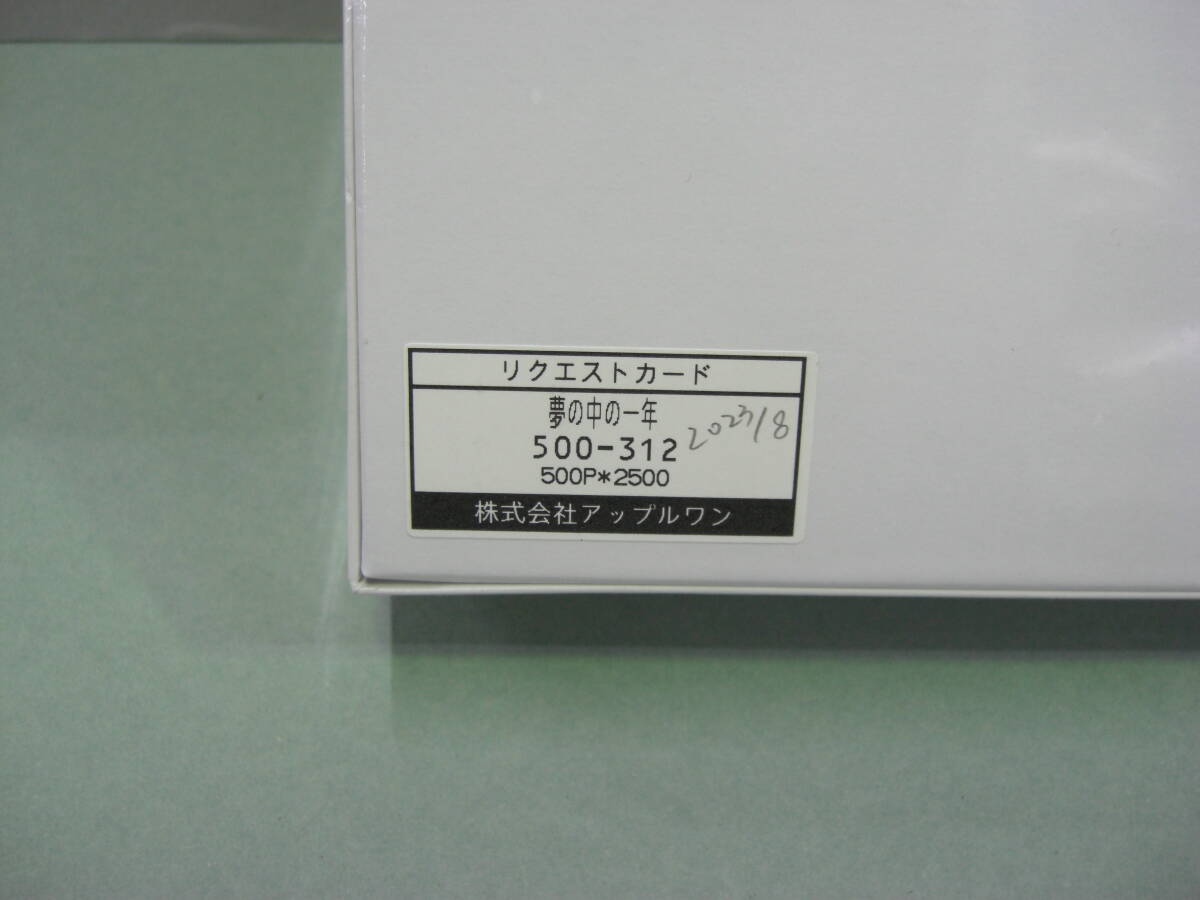 リクエストカード
夢の中の一年
500-312
2023/8
500P*2500
株式会社アップルワン